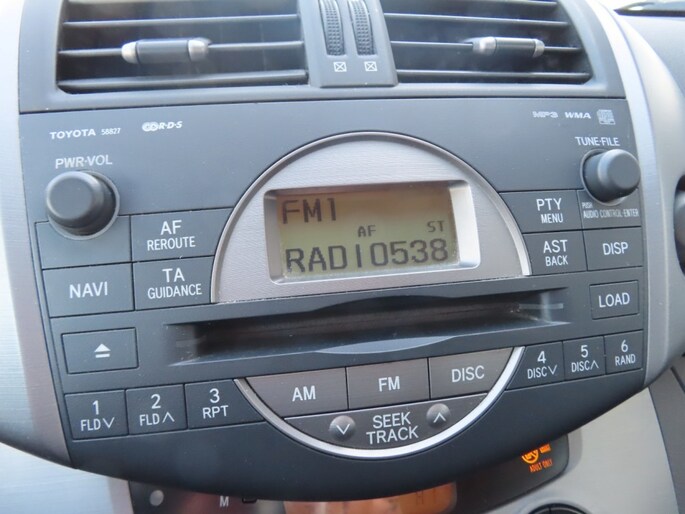 TOYOTA 58827 R·D·S
MP3 WMA
PWR·VOL
TUNE·FILE
FM1
AF ST
RADIO538
AF
REROUTE
PTY
MENU
PUSH
AUDIO CONTROL ENTER
NAVI
TA
GUIDANCE
AST
BACK
DISP
LOAD
AM
FM
DISC
1
FLD
2
FLD
3
RPT
4
DISC
5
DISC
6
RAND
SEEK
TRACK
M